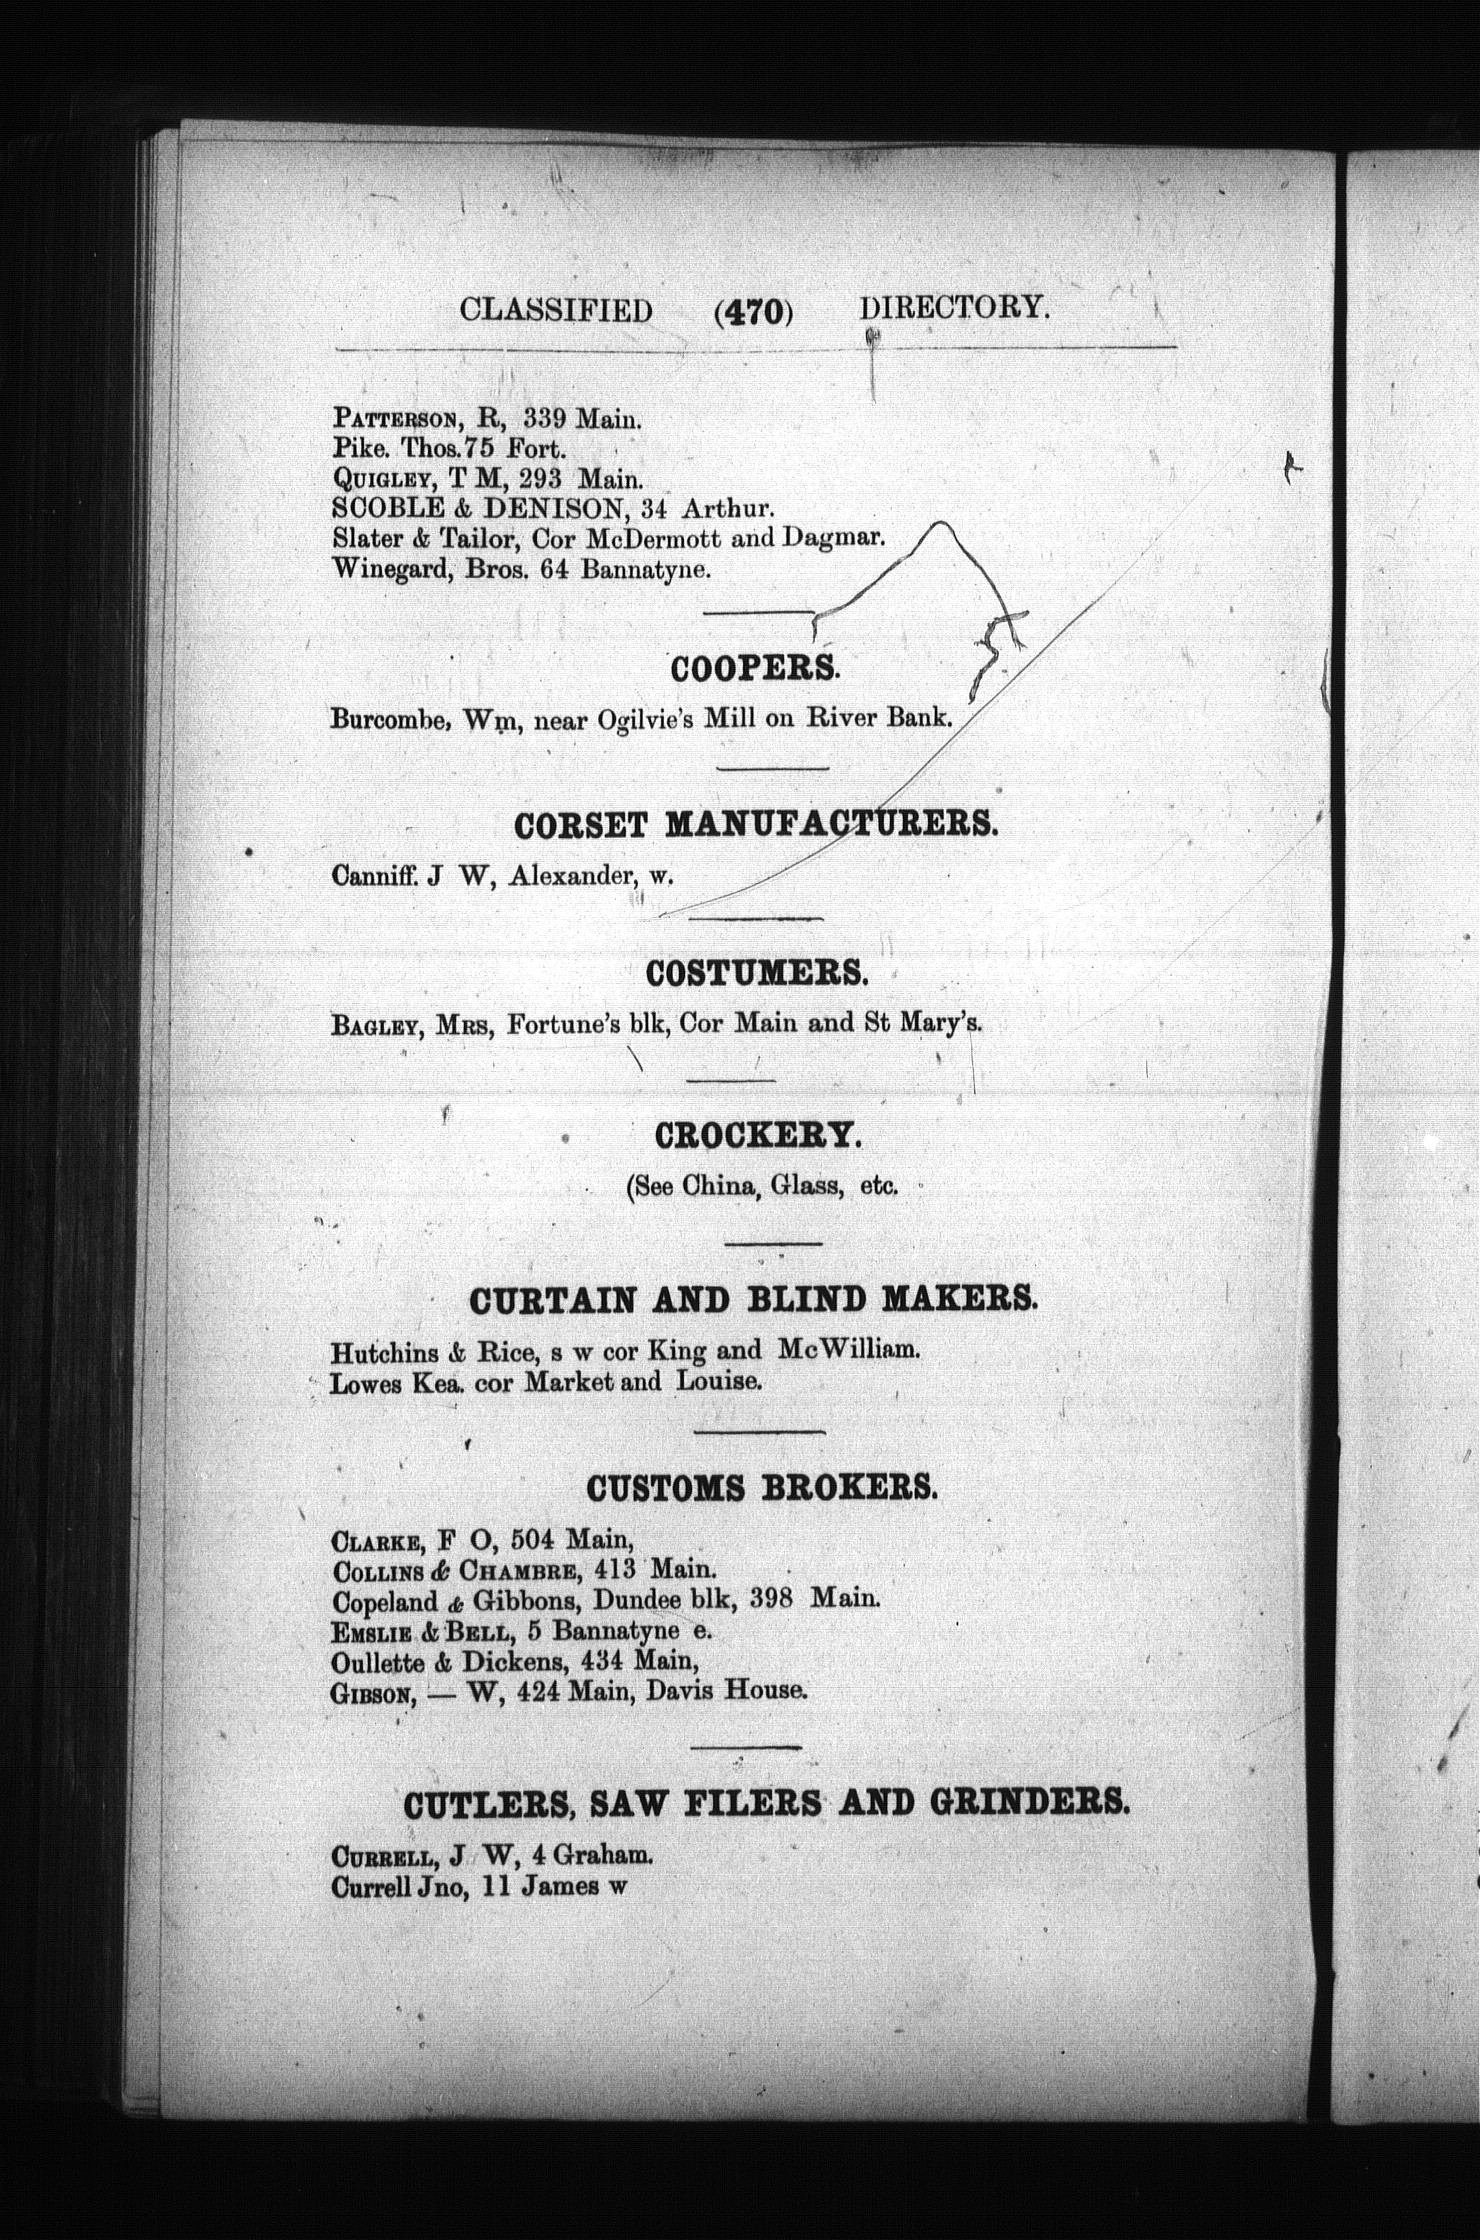 CLASSIFIED (470) DIRECTORY.
PATTERSON, R, 339 Main.
Pike. Thos. 75 Fort.
QUIGLEY, T M, 293 Main.
SCOBLE & DENISON, 34 Arthur.
Slater & Tailor, Cor McDermott and Dagmar.
Winegard, Bros. 64 Bannatyne.
COOPERS.
Burcombe, Wm, near Ogilvie's Mill on River Bank.
CORSET MANUFACTURERS.
Canniff. J W, Alexander, w.
COSTUMERS.
BAGLEY, MRS, Fortune's blk, Cor Main and St Mary's.
CROCKERY.
(See China, Glass, etc.
CURTAIN AND BLIND MAKERS.
Hutchins & Rice, s w cor King and McWilliam.
Lowes Kea. cor Market and Louise.
CUSTOMS BROKERS.
CLARKE, F O, 504 Main,
COLLINS & CHAMBRE, 413 Main.
Copeland & Gibbons, Dundee blk, 398 Main.
EMSLIE & BELL, 5 Bannatyne e.
Oullette & Dickens, 434 Main,
GIBSON, — W, 424 Main, Davis House.
CUTLERS, SAW FILERS AND GRINDERS.
CURRELL, J W, 4 Graham.
Currell Jno, 11 James w